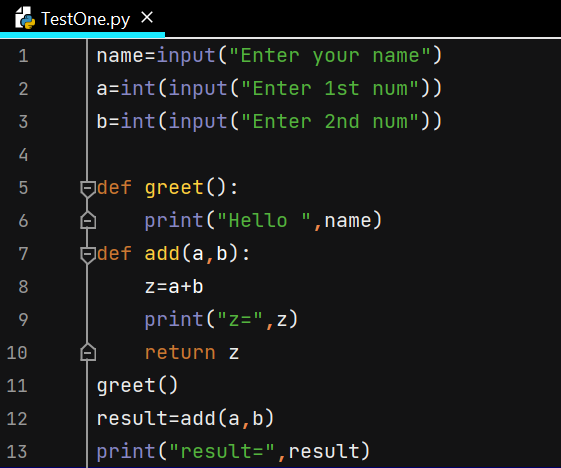 TestOne.py
1 name=input("Enter your name")
2 a=int(input("Enter 1st num"))
3 b=int(input("Enter 2nd num"))
4
5 def greet():
6     print("Hello ",name)
7 def add(a,b):
8     z=a+b
9     print("z=",z)
10     return z
11 greet()
12 result=add(a,b)
13 print("result=",result)